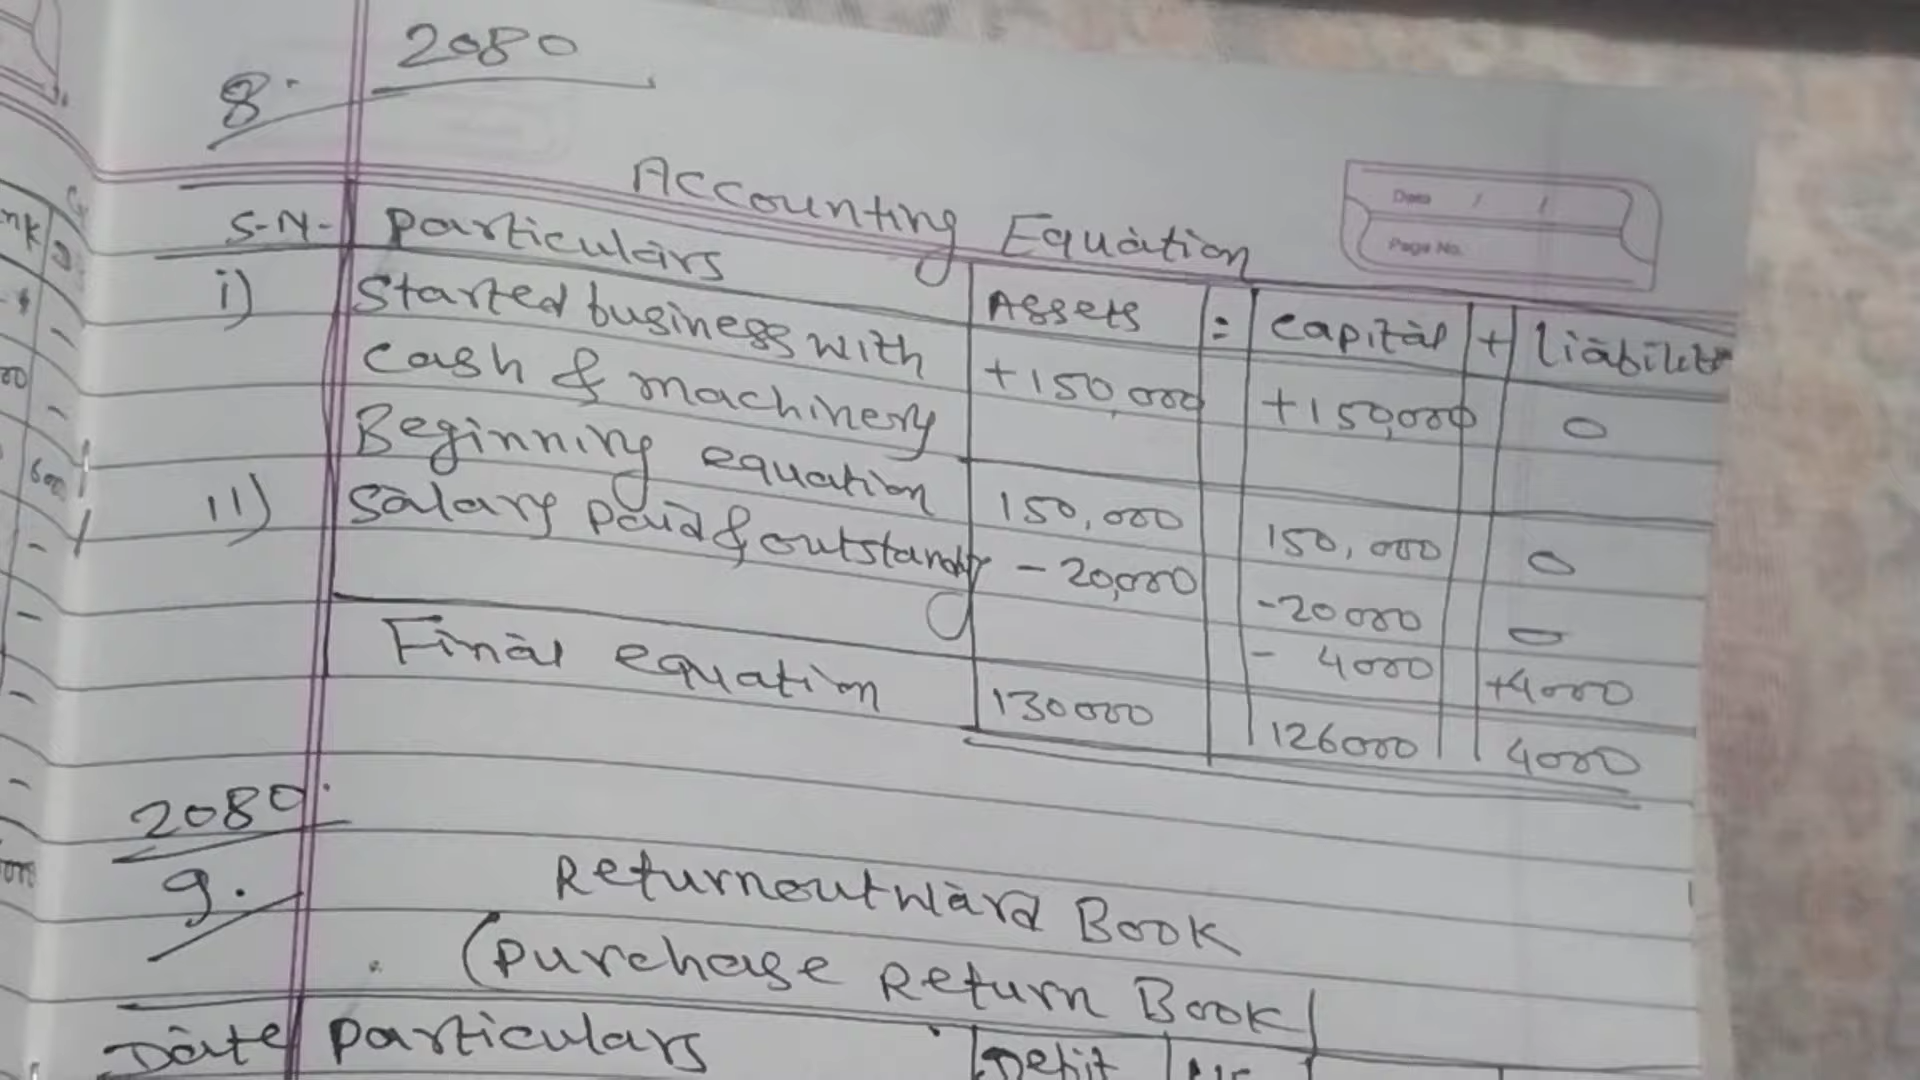 2080
8.
Accounting Equation
Date / /
Page No.
S.N. Particulars Assets = capital + liabilit
i) Started business with +150,000 +150,000 0
cash & machinery
Beginning equation 150,000 150,000 0
ii) Salary paid & outstanding -20,000 -20000 0
- 4000 +4000
Final equation 130000 126000 4000
2080
9.
Returnoutward Book
(purchase Return Book)
Date particulars Debit